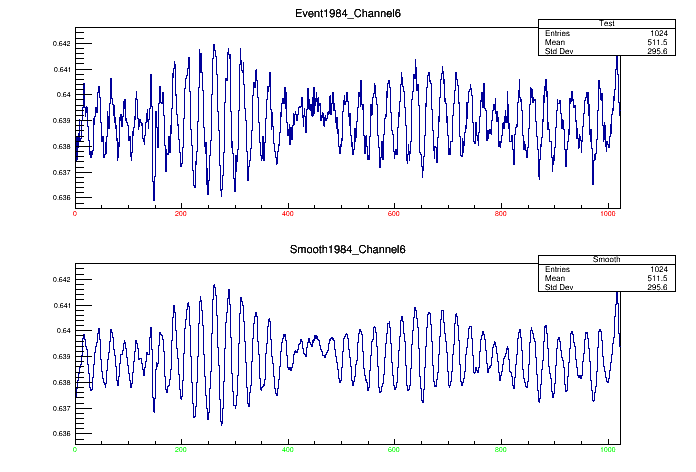 Event1984_Channel6
Test
Entries 1024
Mean 511.5
Std Dev 295.6
0.642
0.641
0.64
0.639
0.638
0.637
0.636
0 200 400 600 800 1000
Smooth1984_Channel6
Smooth
Entries 1024
Mean 511.5
Std Dev 295.6
0.642
0.641
0.64
0.639
0.638
0.637
0.636
0 200 400 600 800 1000